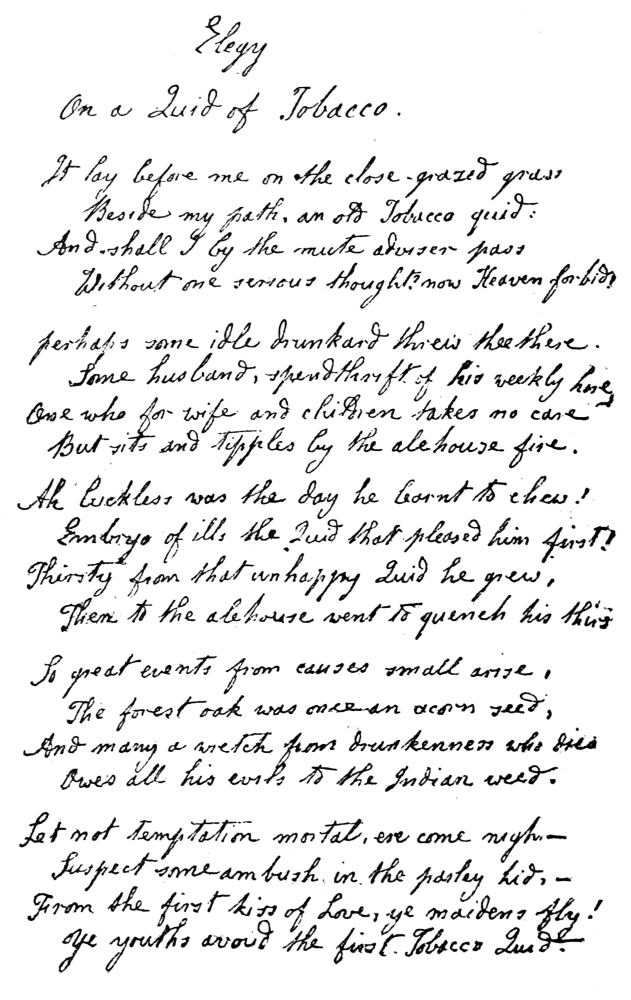 Elegy
On a Quid of Tobacco.
It lay before me on the close-grazed grass
Beside my path, an old Tobacco quid:
And shall I by the mute adviser pass
Without one serious thought? now Heaven forbid!
perhaps some idle drunkard threw thee there.
Some husband, spendthrift of his weekly hire,
One who for wife and children takes no care
But sits and tipples by the alehouse fire.
Ah luckless was the day he learnt to chew!
Embryo of ills the Quid that pleased him first!
Thirsty from that unhappy Quid he grew,
Then to the alehouse went to quench his thirs
So great events from causes small arise,
The forest oak was once an acorn seed,
And many a wretch from drunkenness who dies
Owes all his evils to the Indian weed.
Let not temptation mortal, ere come nigh—
Suspect some ambush in the parley hid,—
From the first kiss of Love, ye maidens fly!
Ye youths avoid the first Tobacco Quid.